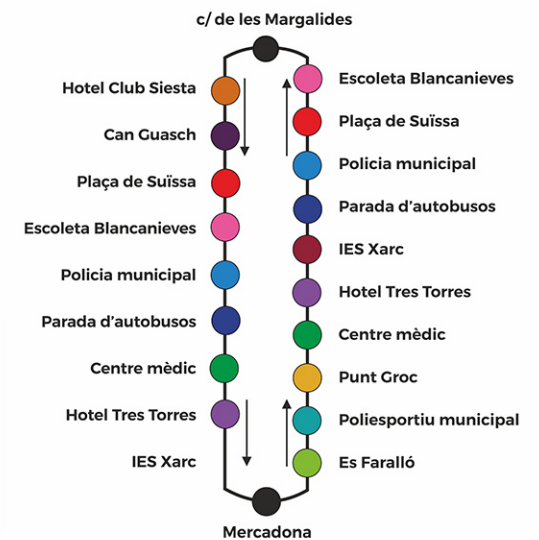 c/ de les Margalides
Hotel Club Siesta
Can Guasch
Plaça de Suïssa
Escoleta Blancanieves
Policia municipal
Parada d'autobusos
Centre mèdic
Hotel Tres Torres
IES Xarc
Escoleta Blancanieves
Plaça de Suïssa
Policia municipal
Parada d'autobusos
IES Xarc
Hotel Tres Torres
Centre mèdic
Punt Groc
Poliesportiu municipal
Es Faralló
Mercadona